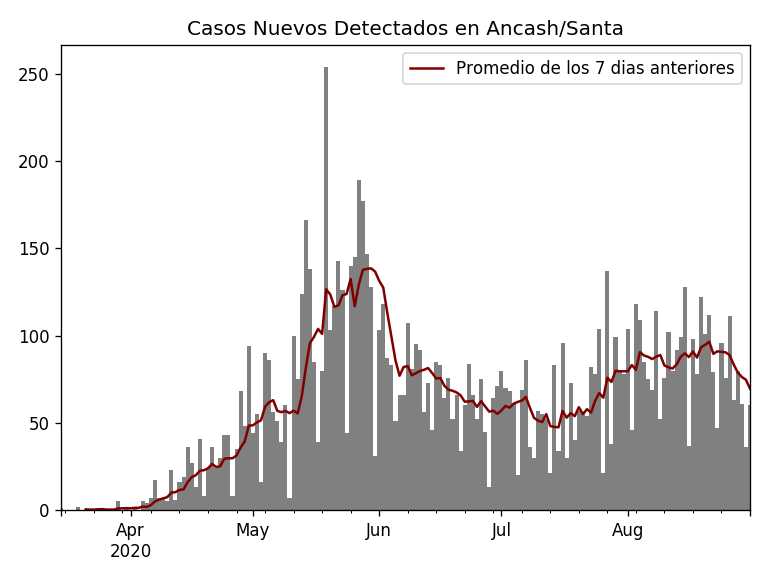 Casos Nuevos Detectados en Ancash/Santa
Promedio de los 7 dias anteriores
250
200
150
100
50
0
Apr
2020
May
Jun
Jul
Aug